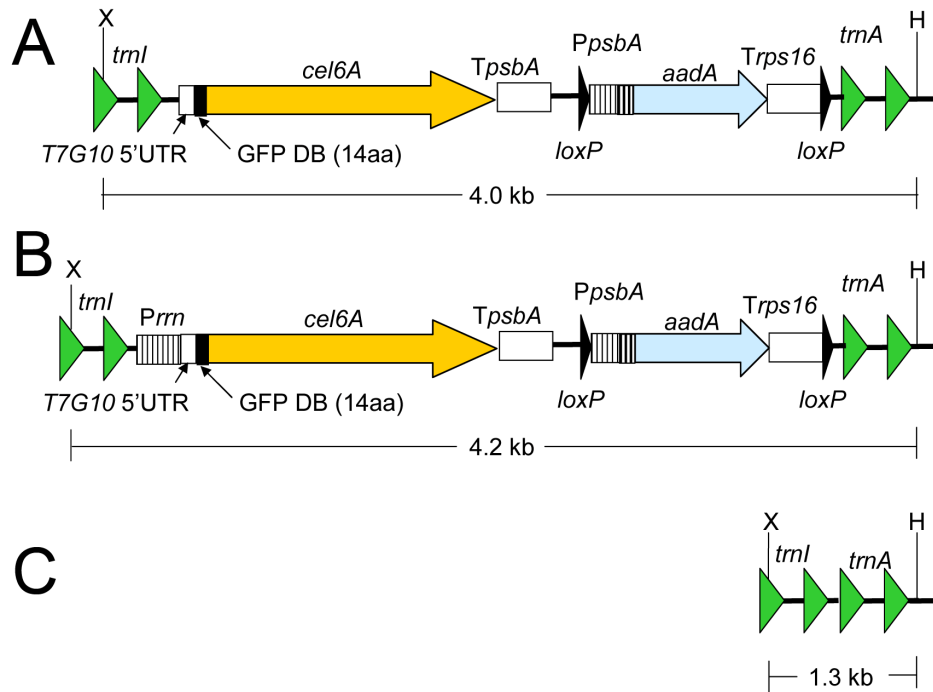 A
X
trnI
cel6A
TpsbA
PpsbA
aadA
Trps16
trnA
H
T7G10 5’UTR
GFP DB (14aa)
loxP
loxP
4.0 kb
B
X
trnI
Prrn
cel6A
TpsbA
PpsbA
aadA
Trps16
trnA
H
T7G10 5’UTR
GFP DB (14aa)
loxP
loxP
4.2 kb
C
X
trnI
trnA
H
1.3 kb